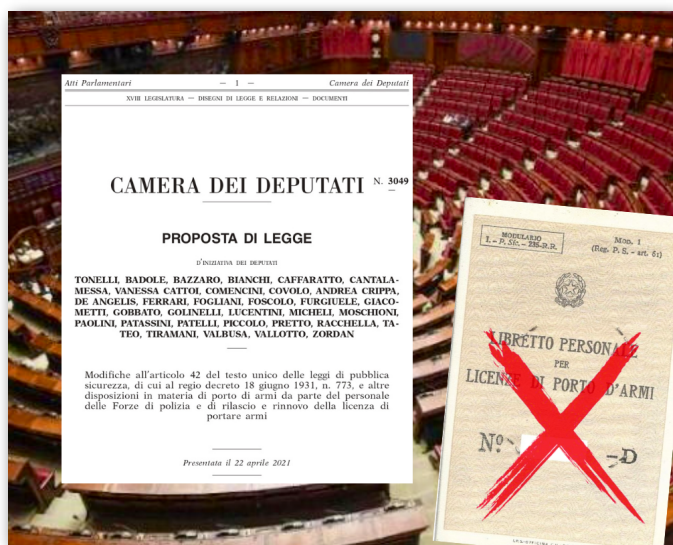 Atti Parlamentari — 1 — Camera dei Deputati
XVIII LEGISLATURA — DISEGNI DI LEGGE E RELAZIONI — DOCUMENTI
CAMERA DEI DEPUTATI N. 3049
PROPOSTA DI LEGGE
D'INIZIATIVA DEI DEPUTATI
TONELLI, BADOLE, BAZZARO, BIANCHI, CAFFARATTO, CANTALA-
MESSA, VANESSA CATTOI, COMENCINI, COVOLO, ANDREA CRIPPA,
DE ANGELIS, FERRARI, FOGLIANI, FOSCOLO, FURGIUELE, GIACO-
METTI, GOBBATO, GOLINELLI, LUCENTINI, MICHELI, MOSCHIONI,
PAOLINI, PATASSINI, PATELLI, PICCOLO, PRETTO, RACCHELLA, TA-
TEO, TIRAMANI, VALBUSA, VALLOTTO, ZORDAN
Modifiche all'articolo 42 del testo unico delle leggi di pubblica
sicurezza, di cui al regio decreto 18 giugno 1931, n. 773, e altre
disposizioni in materia di porto di armi da parte del personale
delle Forze di polizia e di rilascio e rinnovo della licenza di
portare armi
Presentata il 22 aprile 2021
MODULARIO
I. - P. Sic. - 235-R.R.
Mod. 1
(Reg. P. S. - art. 61)
LIBRETTO PERSONALE
PER
LICENZE DI PORTO D'ARMI
Nº -D